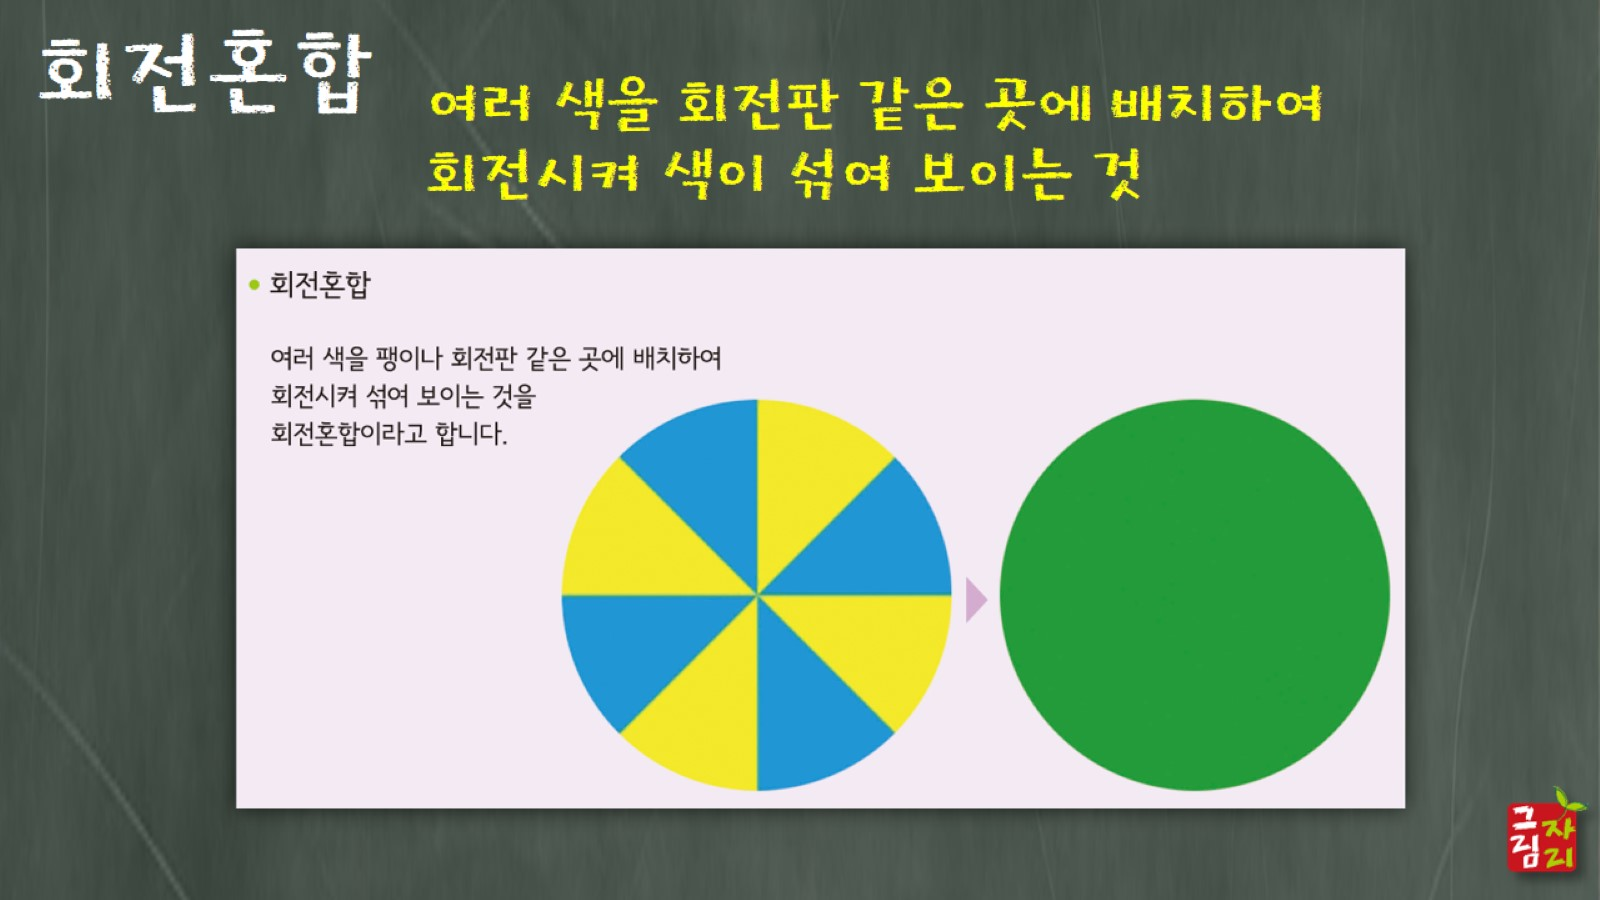 회전혼합
여러 색을 회전판 같은 곳에 배치하여
회전시켜 색이 섞여 보이는 것
• 회전혼합
여러 색을 팽이나 회전판 같은 곳에 배치하여
회전시켜 섞여 보이는 것을
회전혼합이라고 합니다.
그림
자리